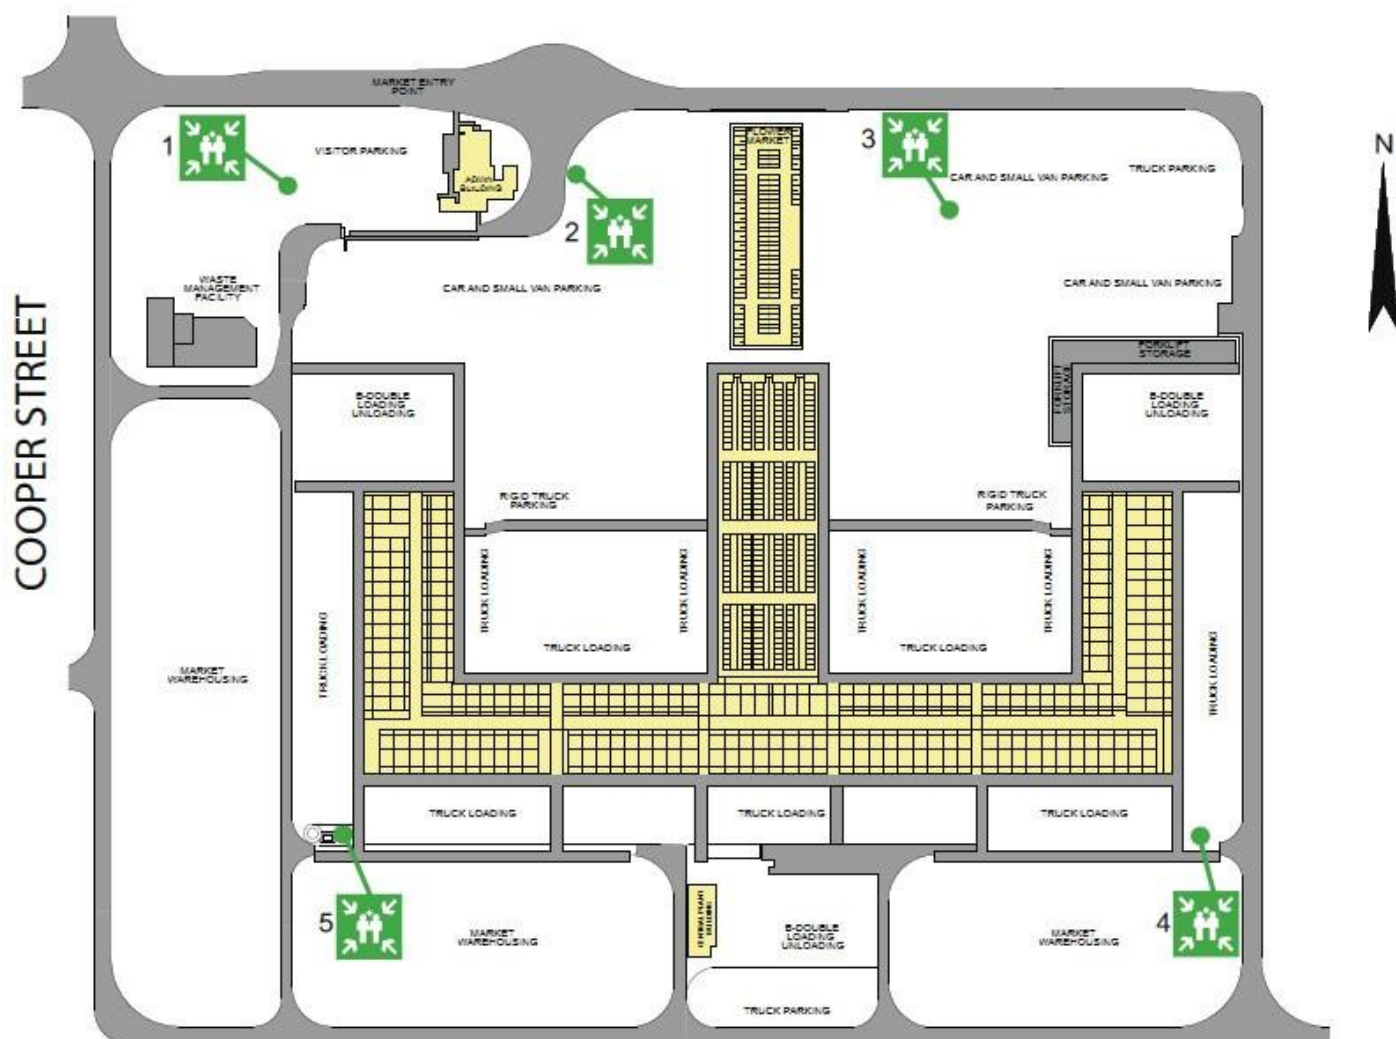 MARKET ENTRY
POINT
1
VISITOR PARKING
ADMIN
BUILDING
2
FLOWER
MARKET
3
CAR AND SMALL VAN PARKING
TRUCK PARKING
N
WASTE
MANAGEMENT
FACILITY
CAR AND SMALL VAN PARKING
CAR AND SMALL VAN PARKING
COOPER STREET
FORKLIFT
STORAGE
FORKLIFT
STORAGE
B-DOUBLE
LOADING
UNLOADING
B-DOUBLE
LOADING
UNLOADING
RIGID TRUCK
PARKING
RIGID TRUCK
PARKING
TRUCK LOADING
TRUCK LOADING
TRUCK LOADING
TRUCK LOADING
TRUCK LOADING
TRUCK LOADING
TRUCK LOADING
TRUCK LOADING
MARKET
WAREHOUSING
TRUCK LOADING
TRUCK LOADING
TRUCK LOADING
5
4
CENTRAL PLANT
BUILDING
MARKET
WAREHOUSING
B-DOUBLE
LOADING
UNLOADING
MARKET
WAREHOUSING
TRUCK PARKING